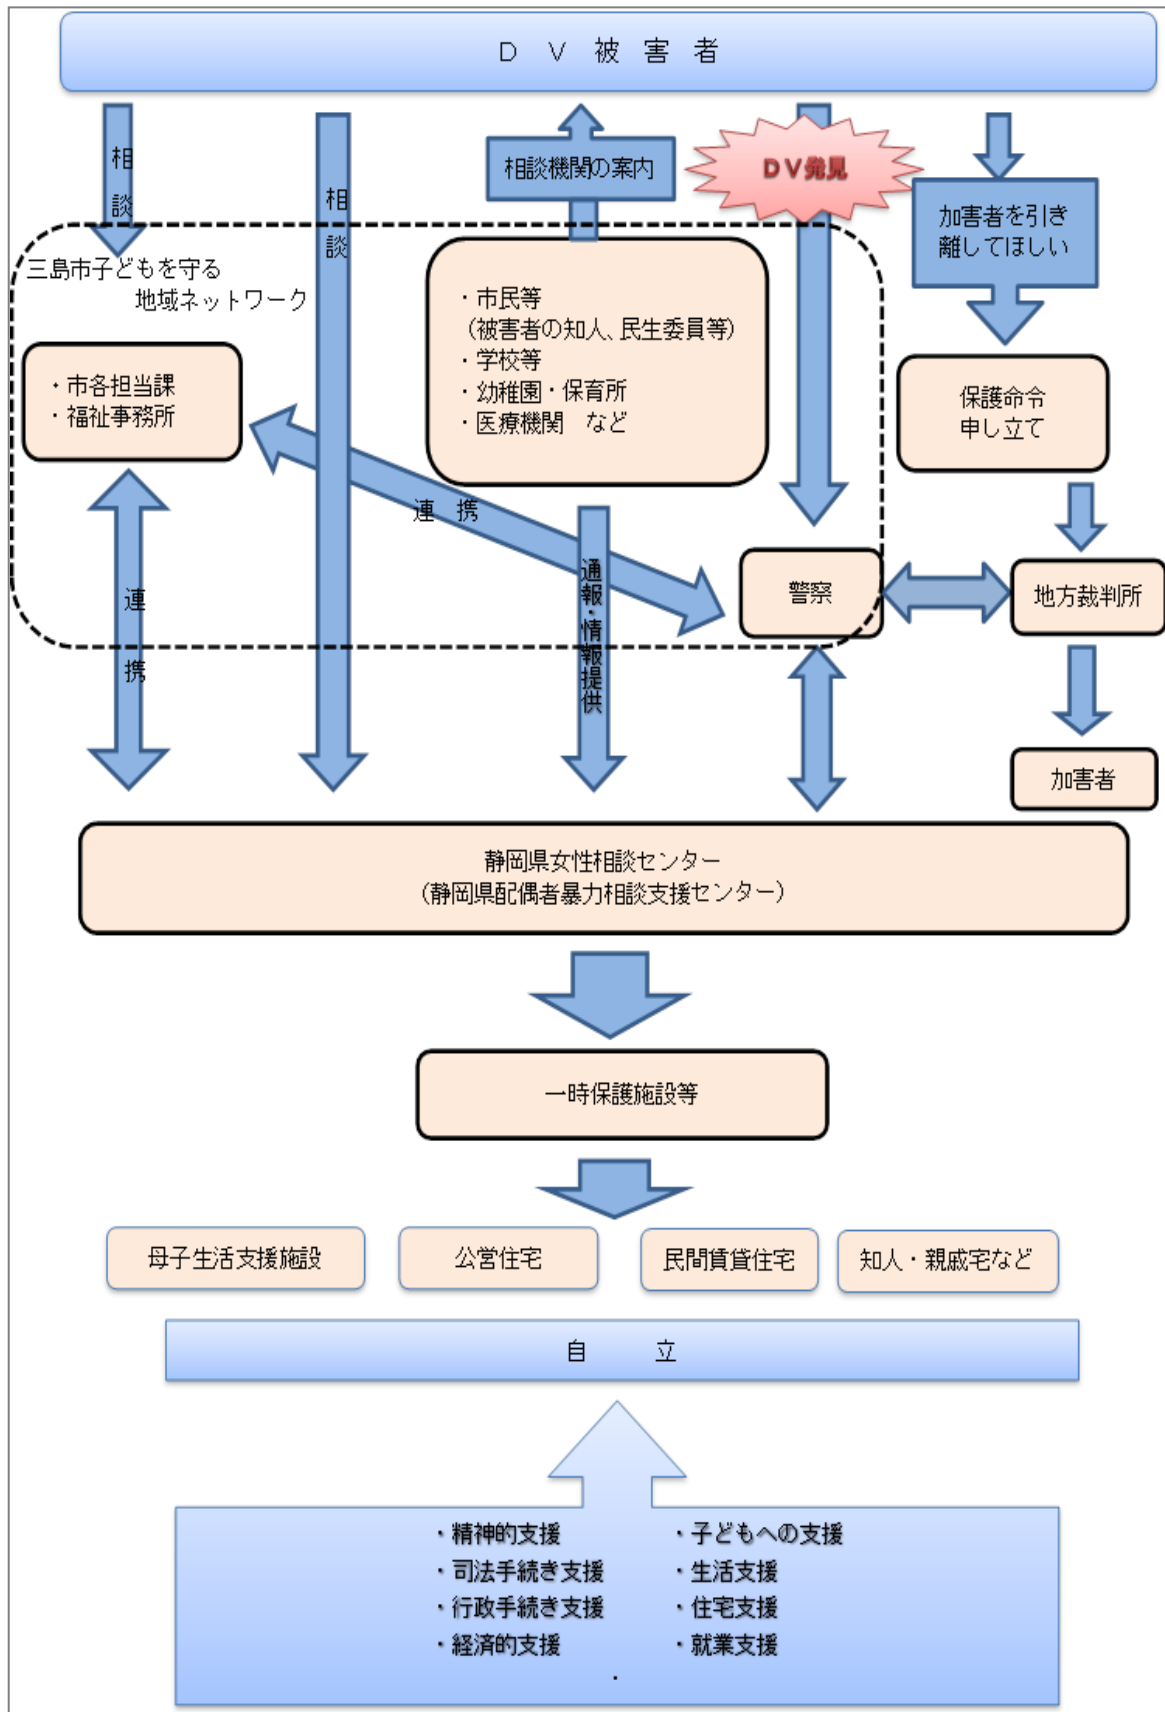 ＤＶ被害者
相談
相談
相談機関の案内
ＤＶ発見
加害者を引き
離してほしい
三島市子どもを守る
地域ネットワーク
・市各担当課
・福祉事務所
・市民等
（被害者の知人、民生委員等）
・学校等
・幼稚園・保育所
・医療機関　など
保護命令
申し立て
連携
連携
通報・情報提供
警察
地方裁判所
加害者
静岡県女性相談センター
（静岡県配偶者暴力相談支援センター）
一時保護施設等
母子生活支援施設
公営住宅
民間賃貸住宅
知人・親戚宅など
自立
・精神的支援
・司法手続き支援
・行政手続き支援
・経済的支援
・子どもへの支援
・生活支援
・住宅支援
・就業支援
・